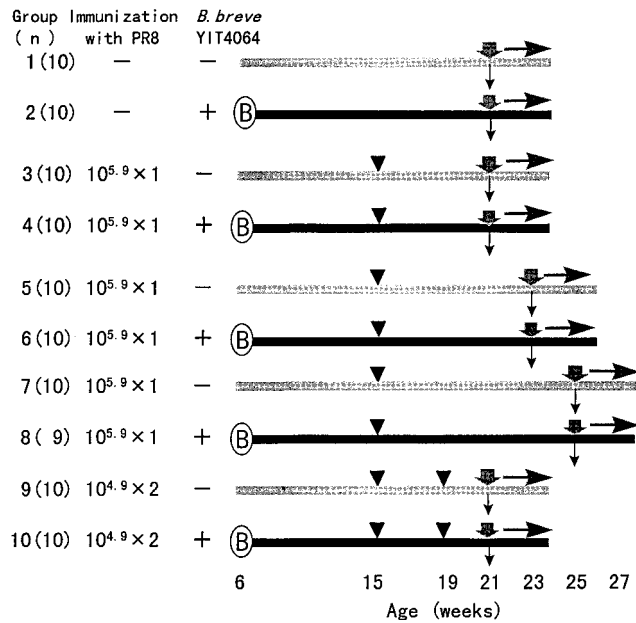 Group Immunization B. breve
( n ) with PR8 YIT4064
1 (10) — —
2 (10) — + B
3 (10) 10^5.9 × 1 —
4 (10) 10^5.9 × 1 + B
5 (10) 10^5.9 × 1 —
6 (10) 10^5.9 × 1 + B
7 (10) 10^5.9 × 1 —
8 ( 9) 10^5.9 × 1 + B
9 (10) 10^4.9 × 2 —
10 (10) 10^4.9 × 2 + B
6 15 19 21 23 25 27
Age (weeks)